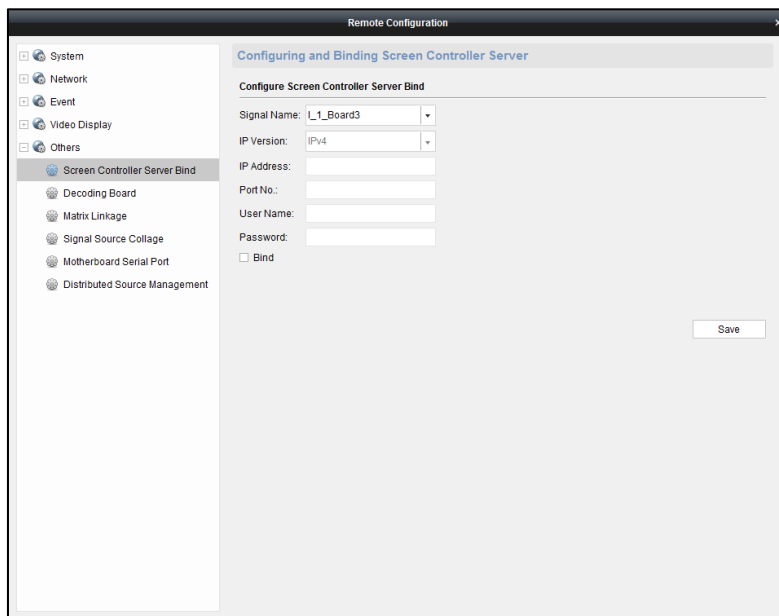 Remote Configuration
System
Network
Event
Video Display
Others
Screen Controller Server Bind
Decoding Board
Matrix Linkage
Signal Source Collage
Motherboard Serial Port
Distributed Source Management
Configuring and Binding Screen Controller Server
Configure Screen Controller Server Bind
Signal Name: I_1_Board3
IP Version: IPv4
IP Address:
Port No.:
User Name:
Password:
Bind
Save